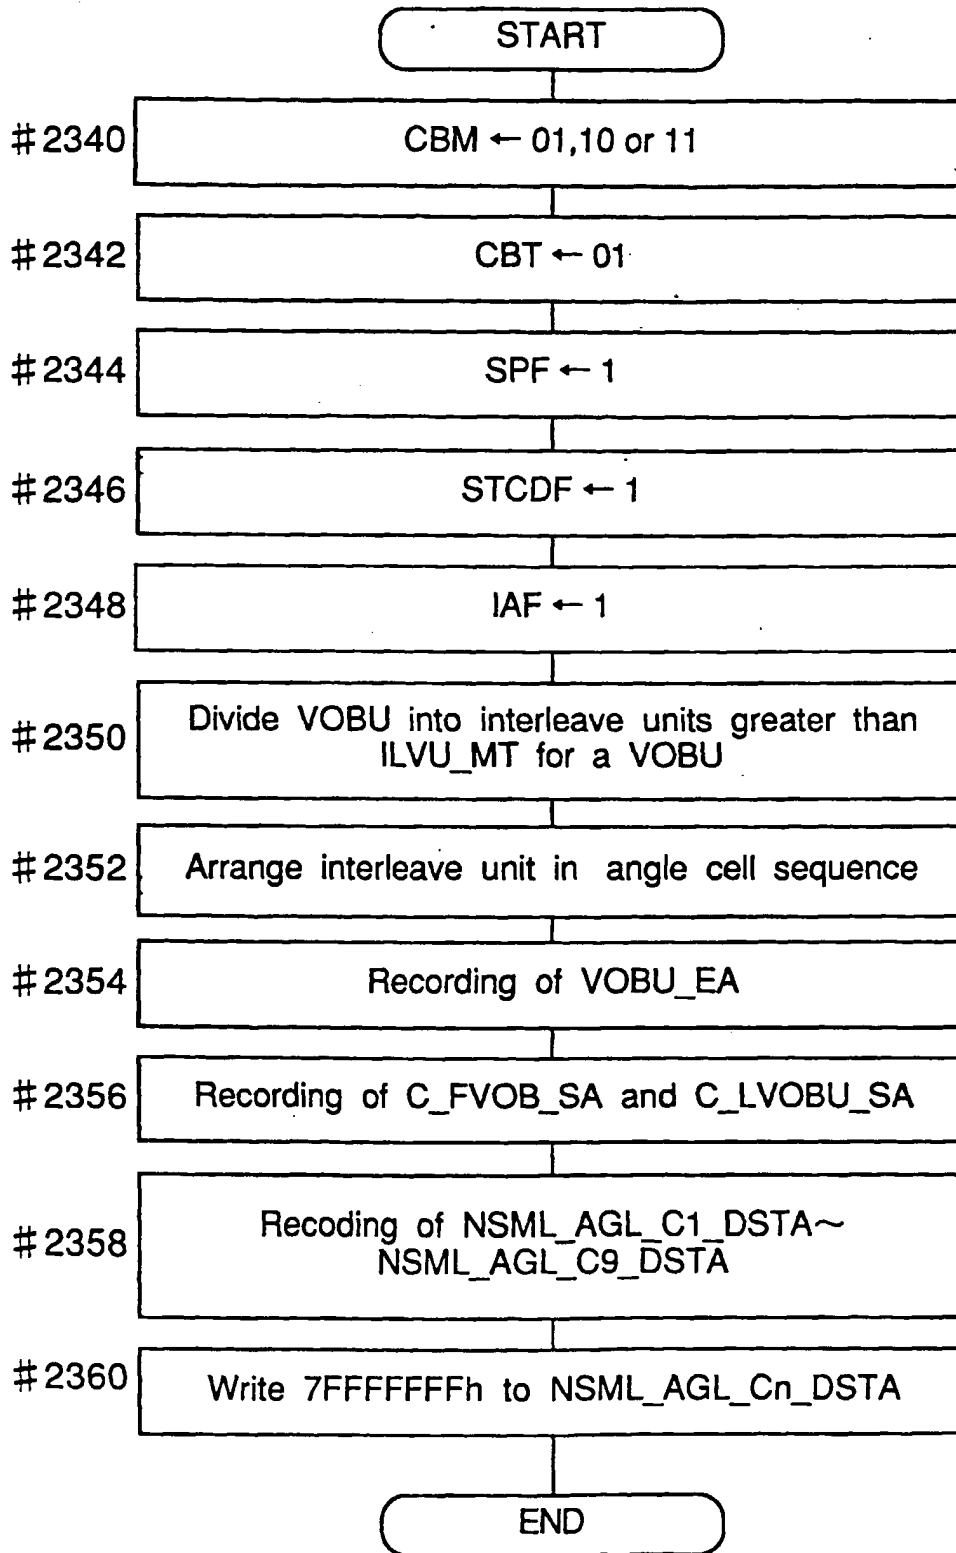 START
#2340
CBM ← 01,10 or 11
#2342
CBT ← 01
#2344
SPF ← 1
#2346
STCDF ← 1
#2348
IAF ← 1
#2350
Divide VOBU into interleave units greater than
ILVU_MT for a VOBU
#2352
Arrange interleave unit in angle cell sequence
#2354
Recording of VOBU_EA
#2356
Recording of C_FVOB_SA and C_LVOBU_SA
#2358
Recoding of NSML_AGL_C1_DSTA~
NSML_AGL_C9_DSTA
#2360
Write 7FFFFFFFh to NSML_AGL_Cn_DSTA
END